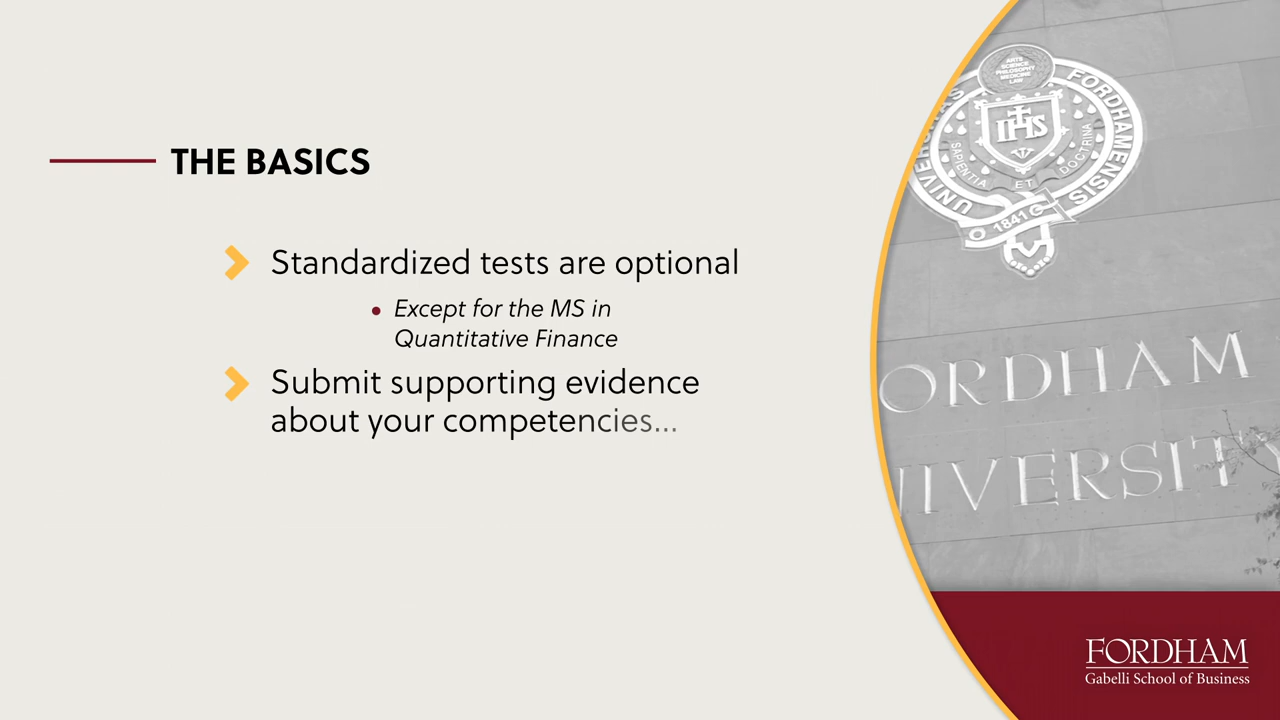 THE BASICS
Standardized tests are optional
Except for the MS in
Quantitative Finance
Submit supporting evidence
about your competencies...
ARTS
SCIENCE
PHILOSOPHY
MEDICINE
LAW
FORDHAMENSIS
IHS
SAPIENTIA ET DOCTRINA
1841
ORDHAM
IVERSITY
FORDHAM
Gabelli School of Business